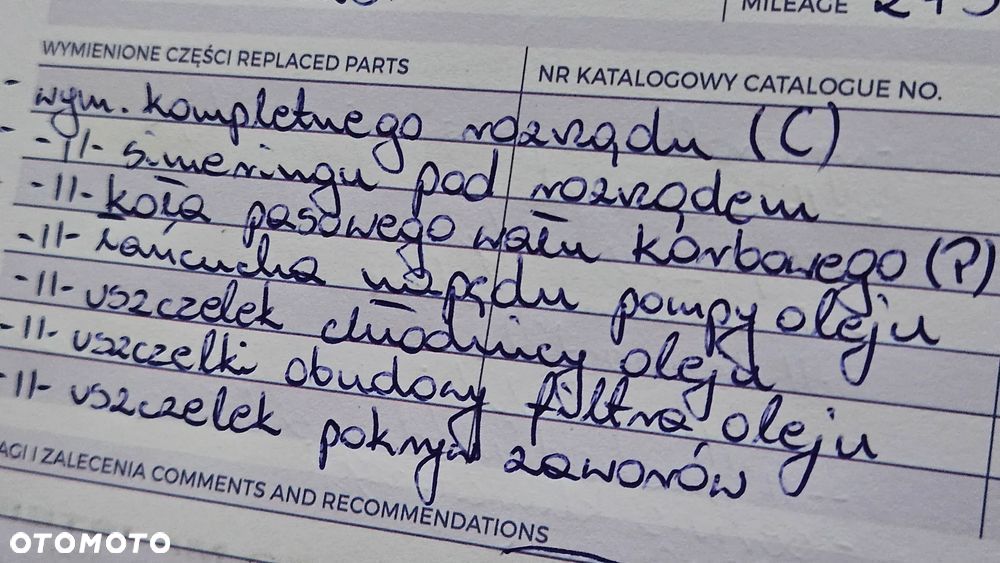 MILEAGE
WYMIENIONE CZĘŚCI REPLACED PARTS
NR KATALOGOWY CATALOGUE NO.
- wym. kompletnego rozrządu (C)
- -11- simeringu pod rozrządem
-11- koła pasowego wału korbowego (P)
-11- łańcucha napędu pompy oleju
-11- uszczelek chłodnicy oleju
-11- uszczelki obudowy filtra oleju
-11- uszczelek pokryw zaworów
AGI I ZALECENIA COMMENTS AND RECOMMENDATIONS
OTOMOTO